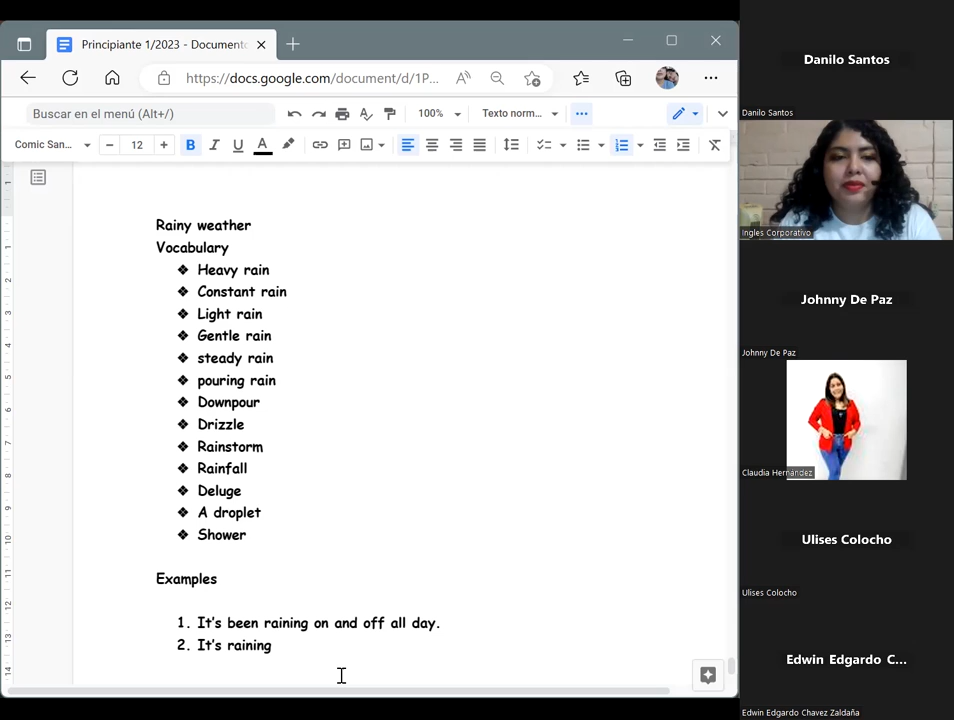 Principiante 1/2023 - Documento
https://docs.google.com/document/d/1P...
Buscar en el menú (Alt+/)
100%
Texto norm...
Comic San...
12
Rainy weather
Vocabulary
❖ Heavy rain
❖ Constant rain
❖ Light rain
❖ Gentle rain
❖ steady rain
❖ pouring rain
❖ Downpour
❖ Drizzle
❖ Rainstorm
❖ Rainfall
❖ Deluge
❖ A droplet
❖ Shower
Examples
1. It's been raining on and off all day.
2. It's raining
Danilo Santos
Danilo Santos
Ingles Corporativo
Johnny De Paz
Johnny De Paz
Claudia Hernández
Ulises Colocho
Ulises Colocho
Edwin Edgardo C...
Edwin Edgardo Chavez Zaldaña